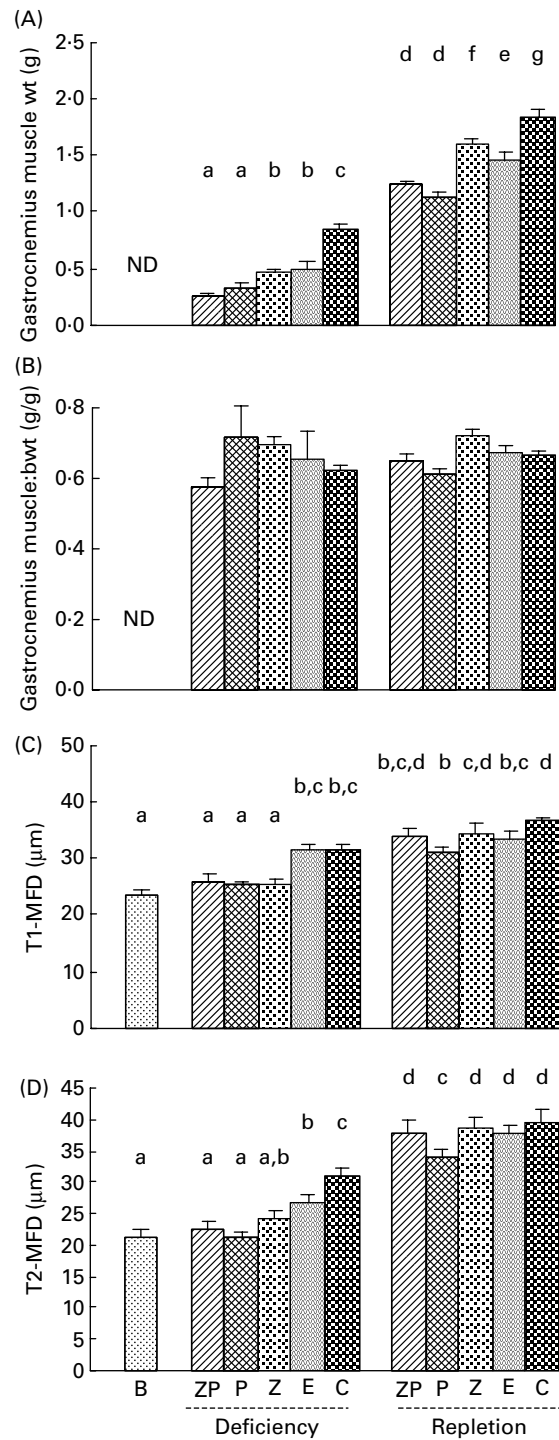 (A)
Gastrocnemius muscle wt (g)
2·5
2·0
1·5
1·0
0·5
0·0
ND
a a b b c
d d f e g
(B)
Gastrocnemius muscle:bwt (g/g)
0·8
0·6
0·4
0·2
0·0
ND
(C)
T1-MFD (μm)
50
40
30
20
10
0
a a a a b,c b,c
b,c,d b c,d b,c d
(D)
T2-MFD (μm)
45
40
35
30
25
20
15
10
5
0
a a a a,b b c
d c d d d
B ZP P Z E C ZP P Z E C
Deficiency Repletion